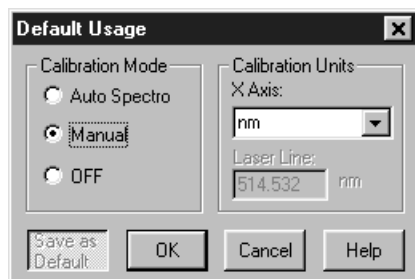 Default Usage
Calibration Mode
Auto Spectro
Manual
OFF
Calibration Units
X Axis:
nm
Laser Line:
514.532 nm
Save as
Default
OK
Cancel
Help